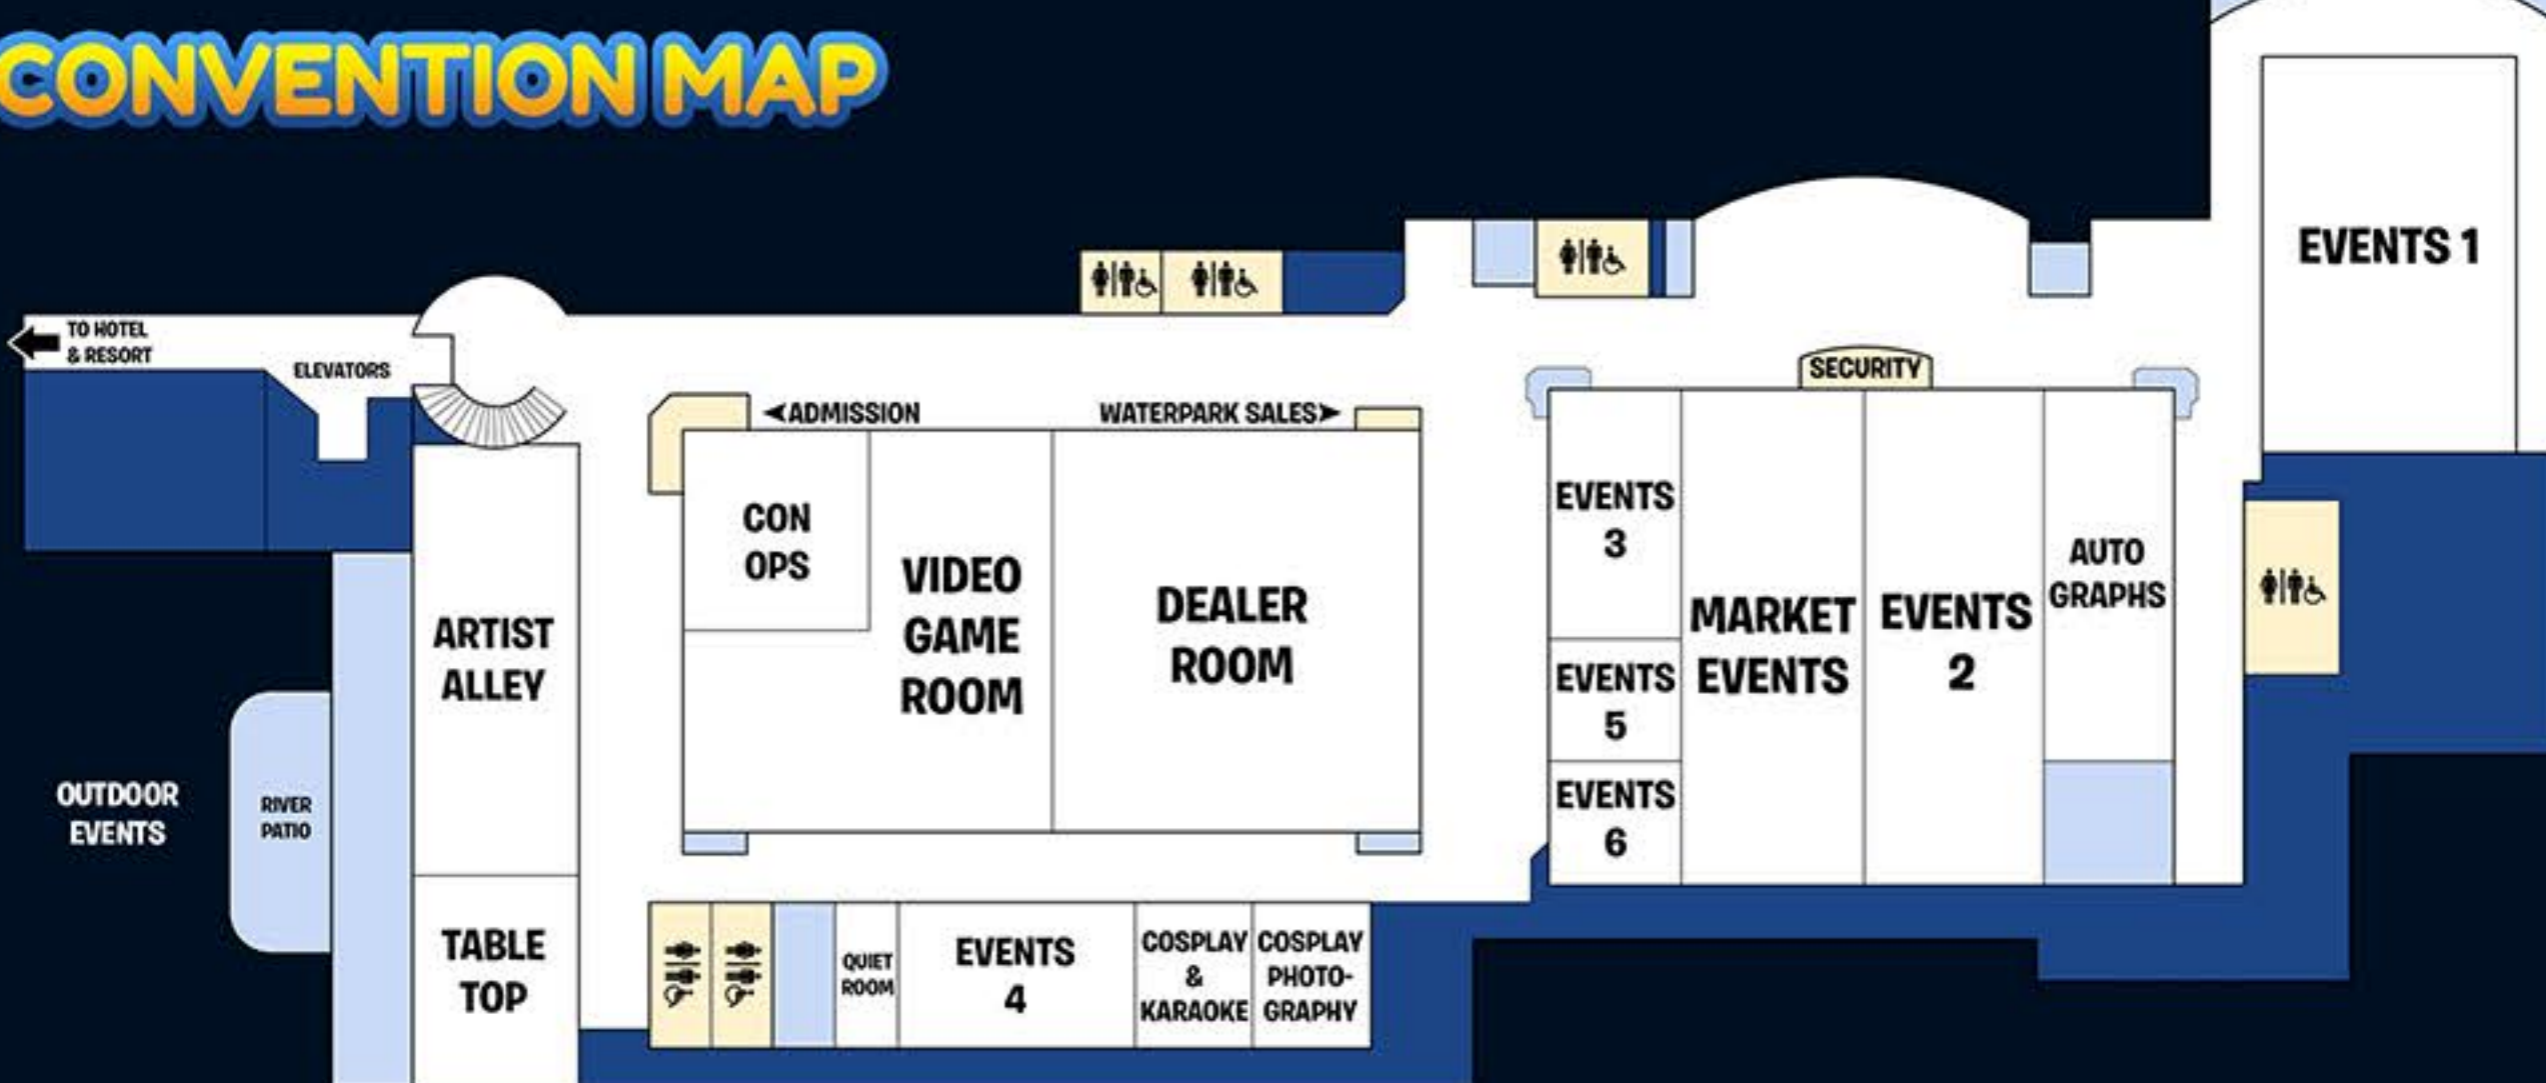 CONVENTION MAP
EVENTS 1
TO HOTEL
& RESORT
ELEVATORS
SECURITY
ADMISSION
WATERPARK SALES
CON
OPS
VIDEO
GAME
ROOM
DEALER
ROOM
EVENTS
3
EVENTS
5
EVENTS
6
MARKET
EVENTS
EVENTS
2
AUTO
GRAPHS
ARTIST
ALLEY
OUTDOOR
EVENTS
RIVER
PATIO
TABLE
TOP
QUIET
ROOM
EVENTS
4
COSPLAY
&
KARAOKE
COSPLAY
PHOTO-
GRAPHY